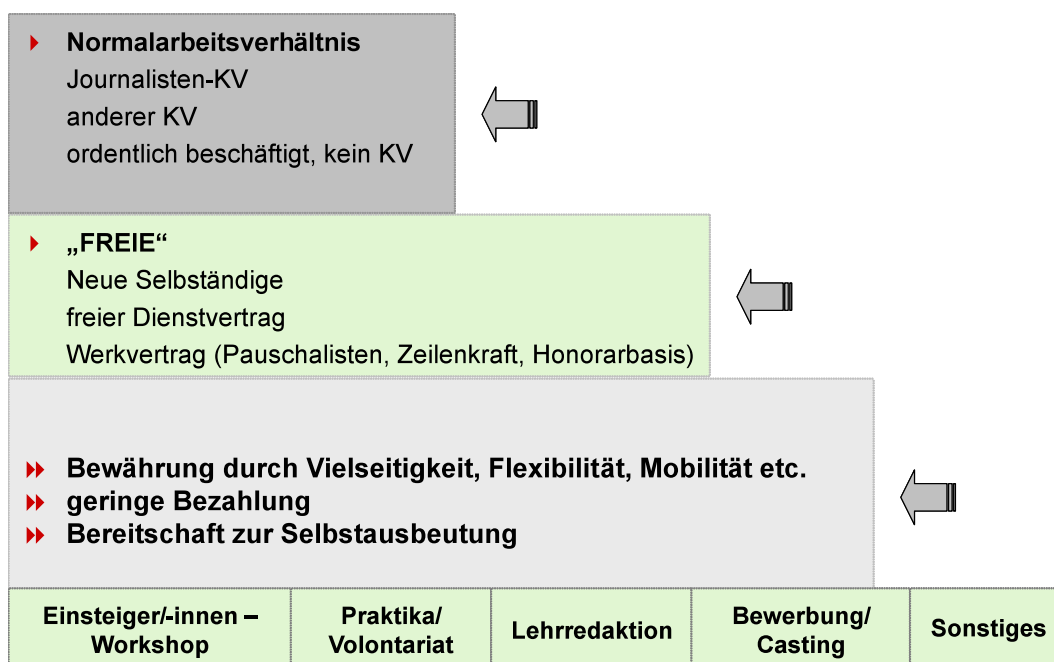 Normalarbeitsverhältnis
Journalisten-KV
anderer KV
ordentlich beschäftigt, kein KV
„FREIE“
Neue Selbständige
freier Dienstvertrag
Werkvertrag (Pauschalisten, Zeilenkraft, Honorarbasis)
Bewährung durch Vielseitigkeit, Flexibilität, Mobilität etc.
geringe Bezahlung
Bereitschaft zur Selbstausbeutung
Einsteiger/-innen –
Workshop
Praktika/
Volontariat
Lehrredaktion
Bewerbung/
Casting
Sonstiges